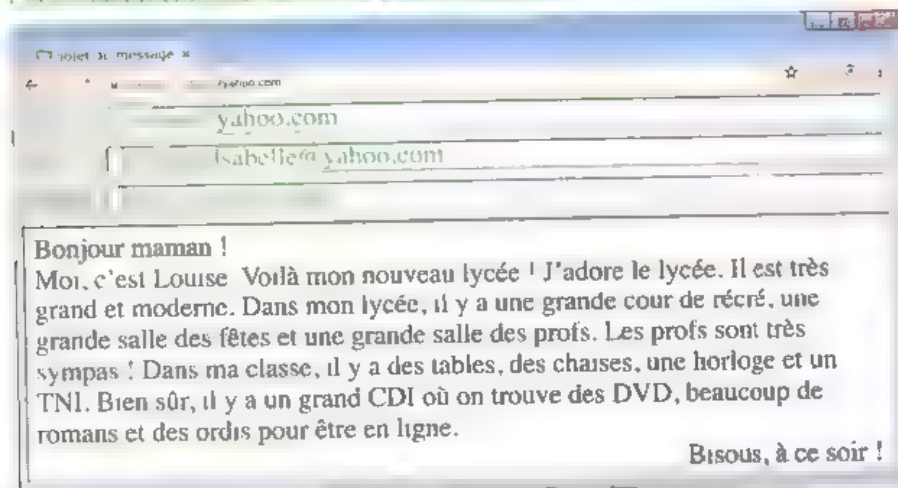 message ×
yahoo.com
yahoo.com
Isabelle@yahoo.com
Bonjour maman !
Moi, c'est Louise Voilà mon nouveau lycée ! J'adore le lycée. Il est très
grand et moderne. Dans mon lycée, il y a une grande cour de récré, une
grande salle des fêtes et une grande salle des profs. Les profs sont très
sympas ! Dans ma classe, il y a des tables, des chaises, une horloge et un
TNI. Bien sûr, il y a un grand CDI où on trouve des DVD, beaucoup de
romans et des ordis pour être en ligne.
Bisous, à ce soir !